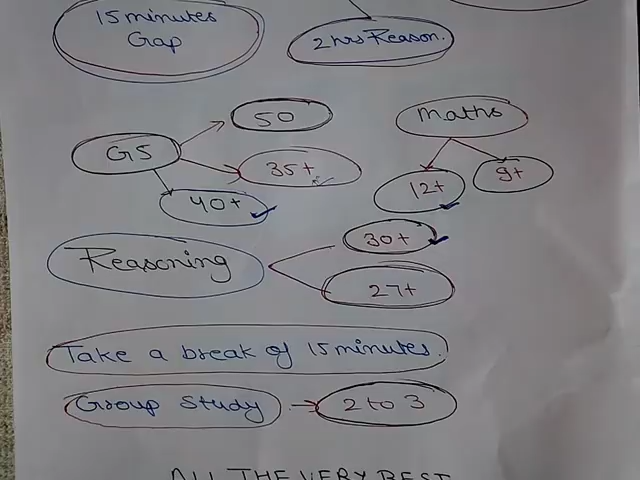 15 minutes
Gap
2 hrs Reason.
50
Maths
GS
35+
12+
9+
40+
30+
Reasoning
27+
Take a break of 15 minutes.
Group Study → 2 to 3
ALL THE VERY BEST